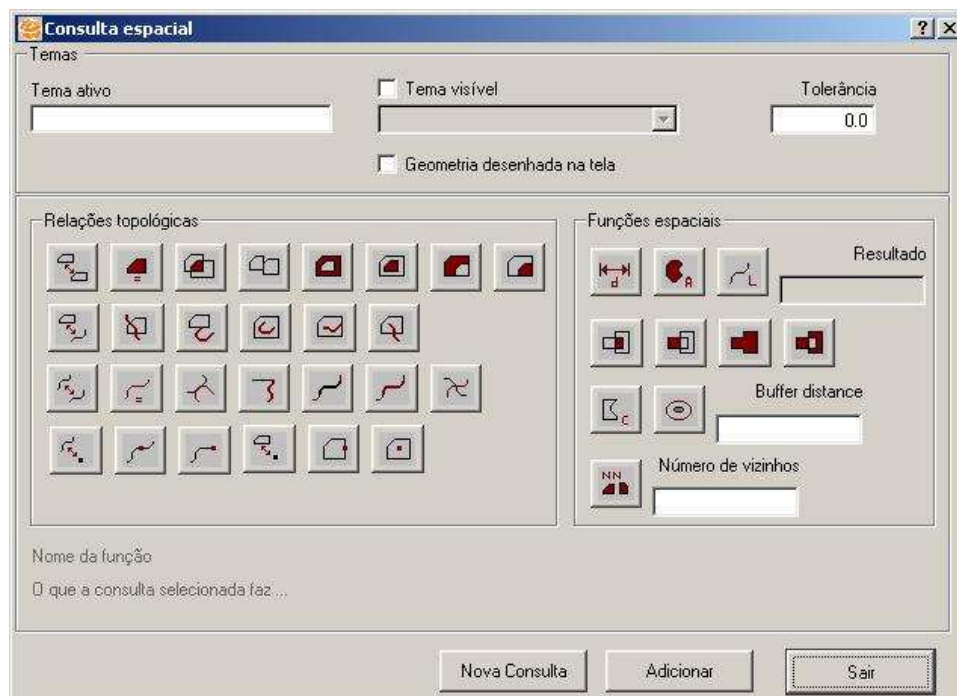 Consulta espacial
Temas
Tema ativo
Tema visível
Tolerância
0.0
Geometria desenhada na tela
Relações topológicas
Funções espaciais
Resultado
d
A
L
Buffer distance
C
Número de vizinhos
NN
Nome da função
O que a consulta selecionada faz ...
Nova Consulta
Adicionar
Sair